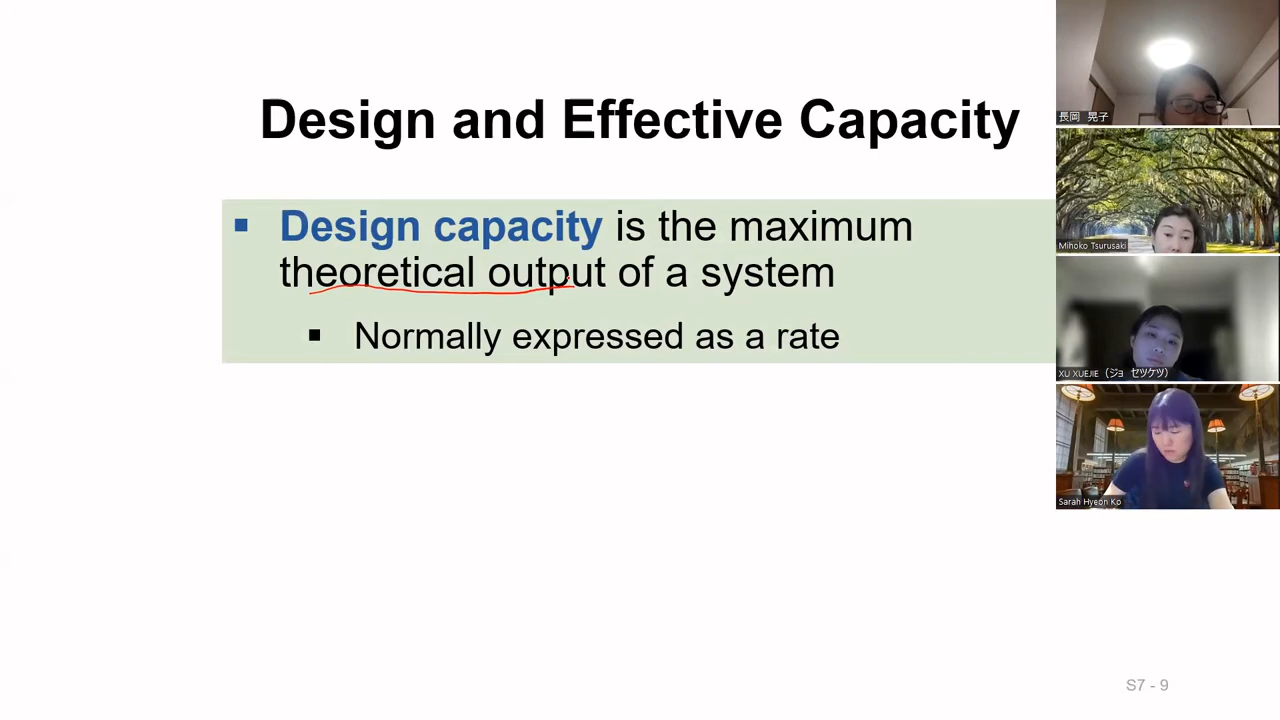 Design and Effective Capacity
▪ Design capacity is the maximum
theoretical output of a system
▪ Normally expressed as a rate
S7 - 9
長岡 晃子
Mihoko Tsurusaki
XU XUEJIE（ジョ セツケツ）
Sarah Hyeon Ko